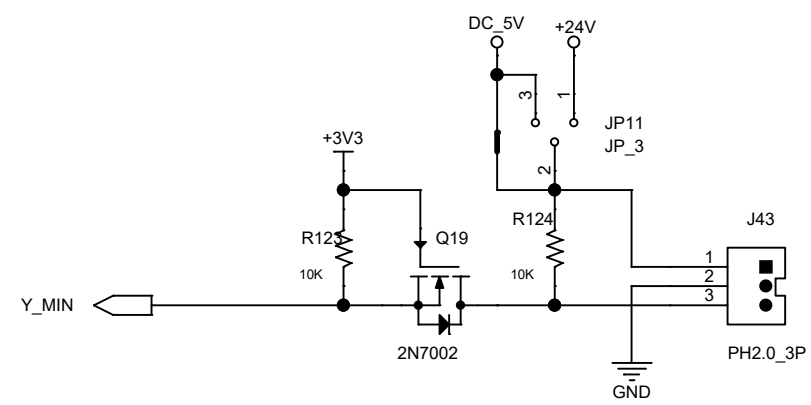 DC_5V
+24V
3
1
JP11
JP_3
+3V3
2
R123
Q19
R124
J43
10K
10K
1
2
3
Y_MIN
2N7002
PH2.0_3P
GND